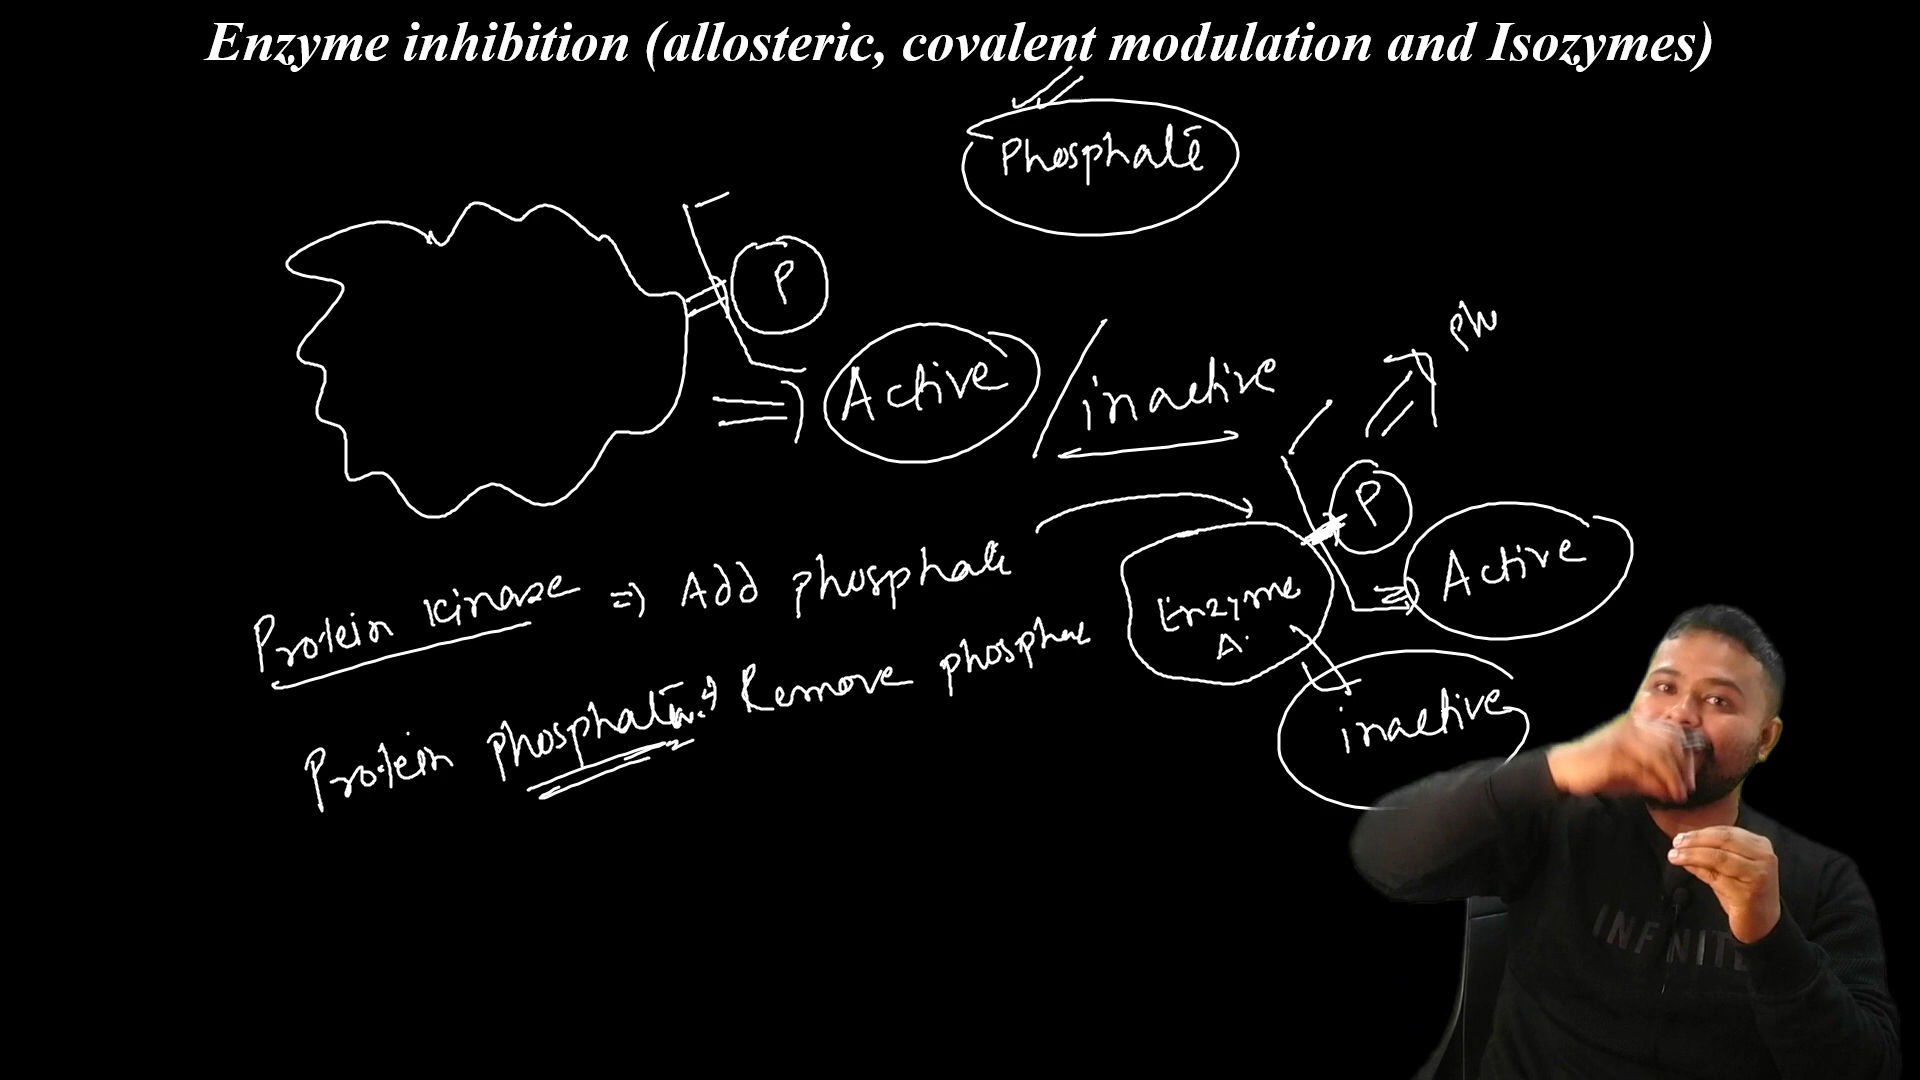 Enzyme inhibition (allosteric, covalent modulation and Isozymes)
Phosphate
P
Active / inactive
Pho
P
Active
Protein kinase => Add phosphate
Enzyme
A.
Protein => Remove phosphate
inactive
INFINITE